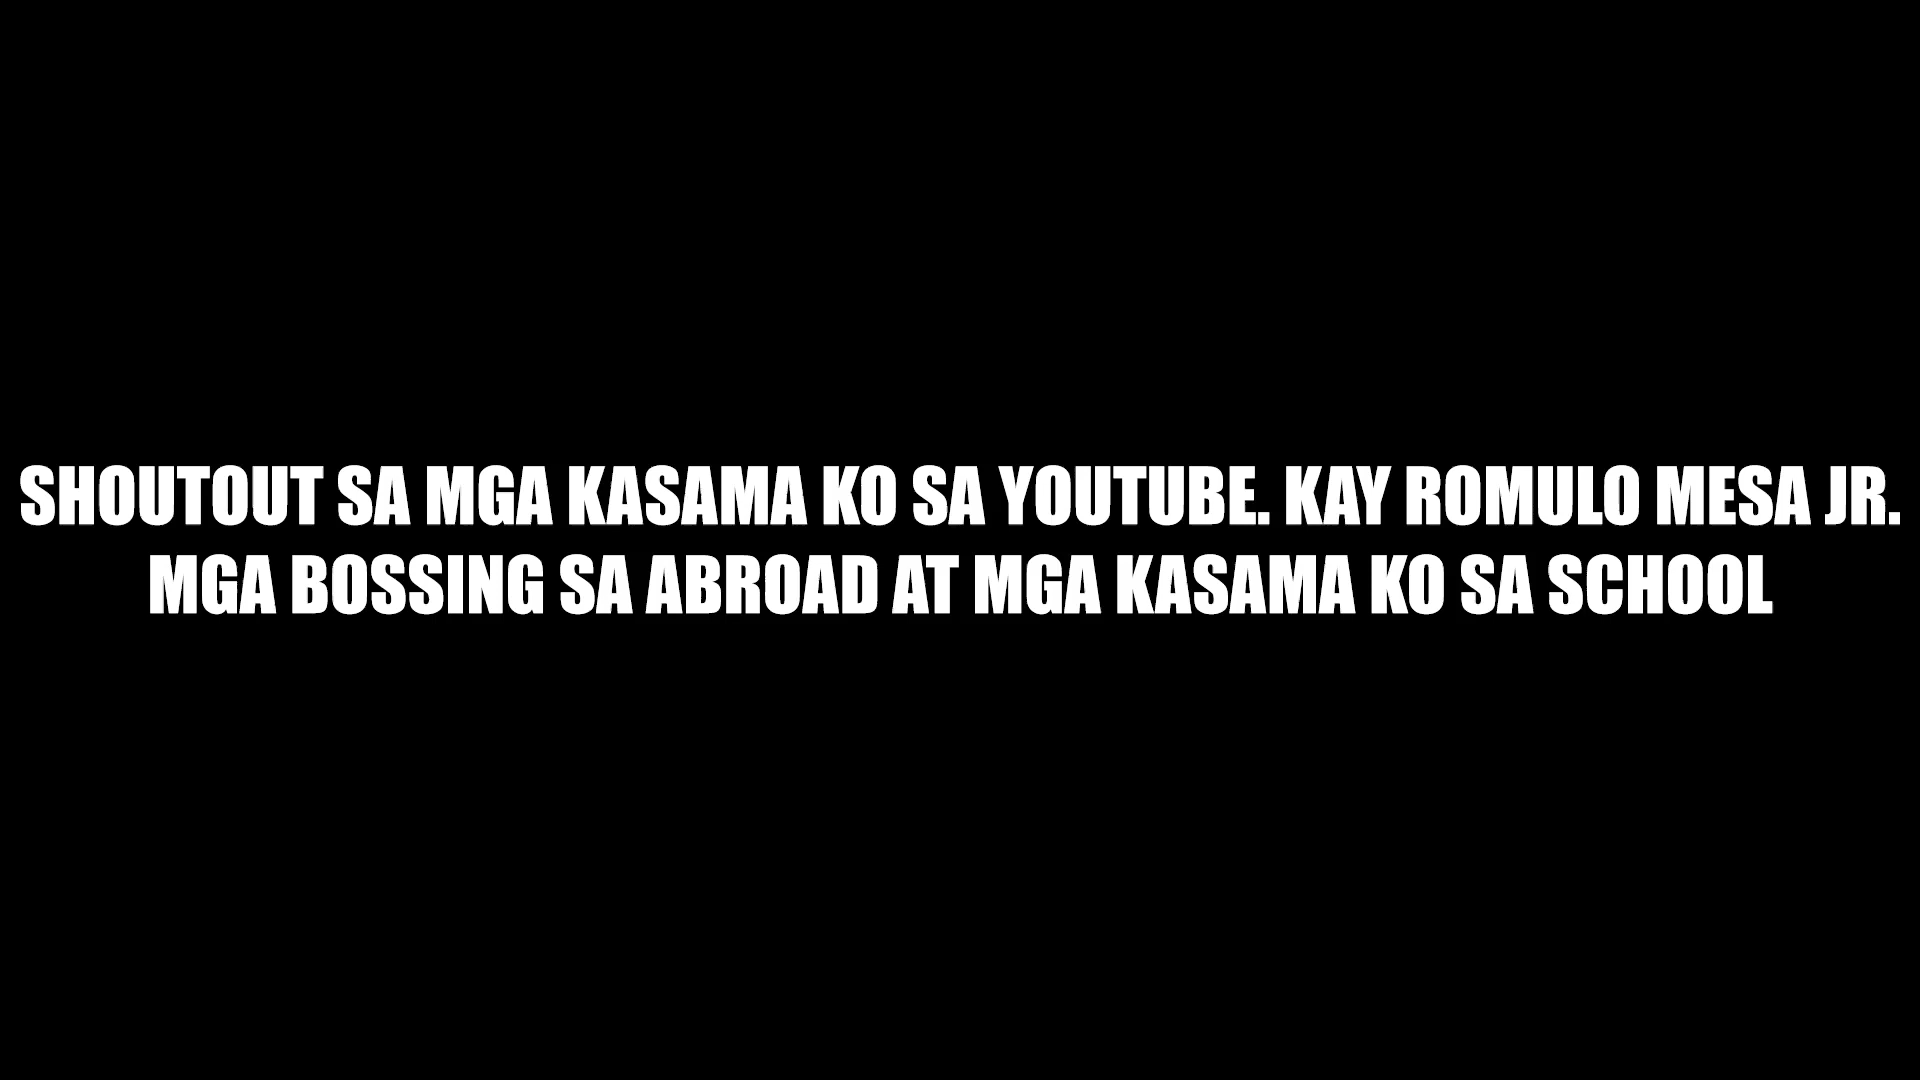 SHOUTOUT SA MGA KASAMA KO SA YOUTUBE. KAY ROMULO MESA JR.
MGA BOSSING SA ABROAD AT MGA KASAMA KO SA SCHOOL